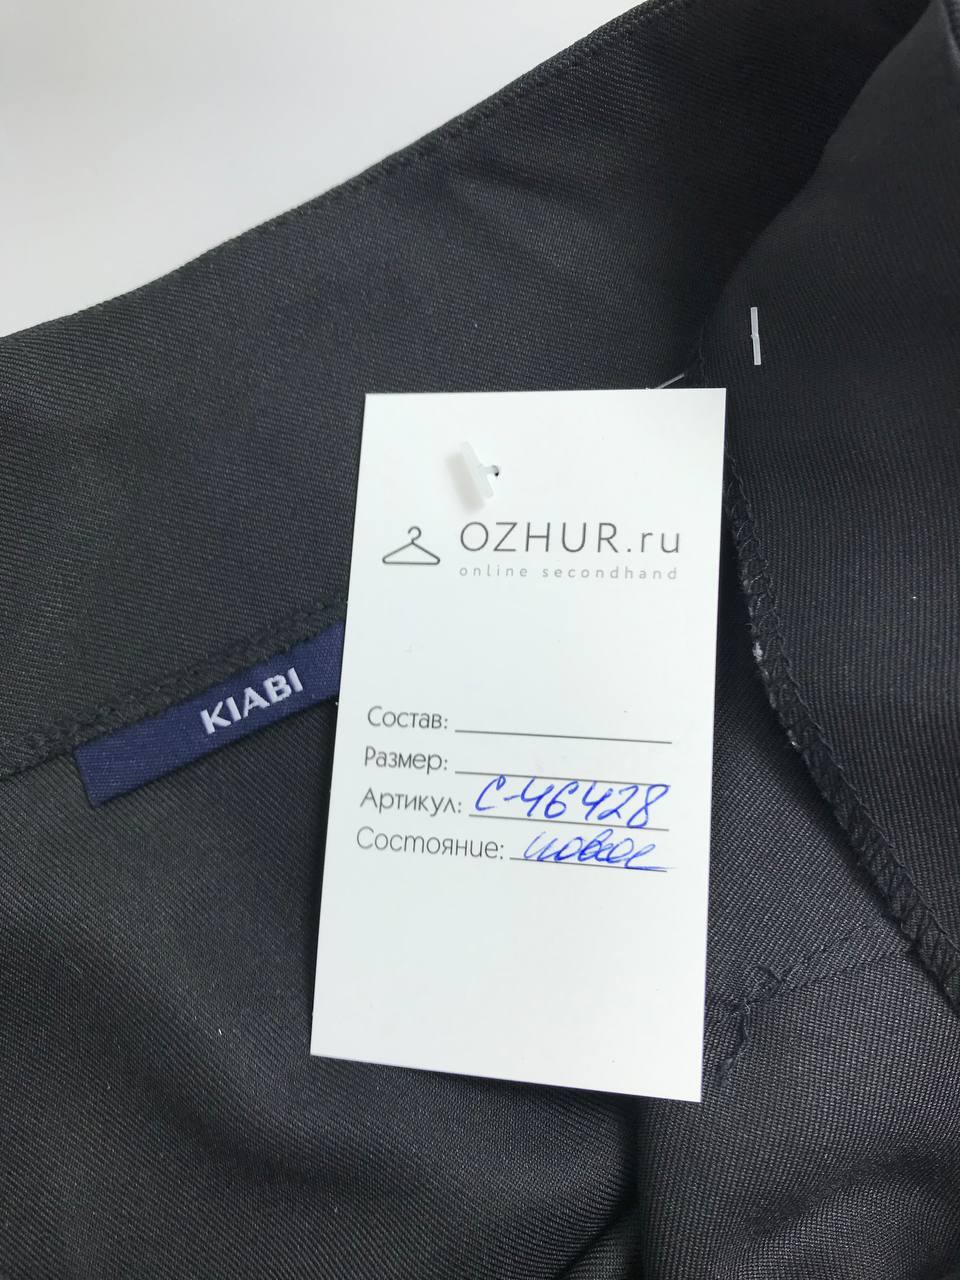 OZHUR.ru
online secondhand
KIABI
Состав:
Размер:
Артикул: С-46428
Состояние: новое